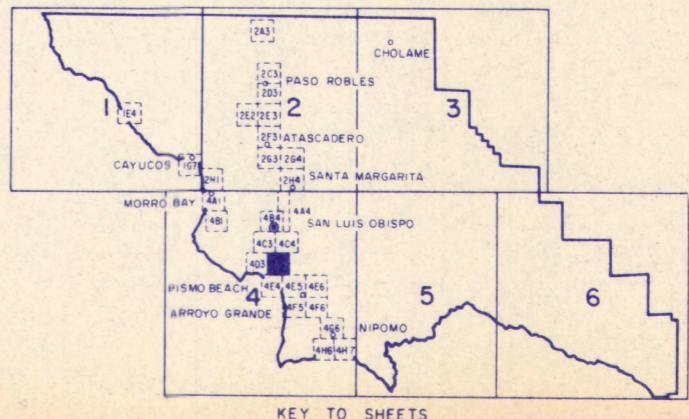 2A3
CHOLAME
2C3
PASO ROBLES
2D3
1
2
3
1E4
2E2
2E3
2F3
ATASCADERO
CAYUCOS
1G7
2G3
2G4
2H1
2H4
SANTA MARGARITA
MORRO BAY
4A1
4A4
4B1
4B4
SAN LUIS OBISPO
4C3
4C4
4D3
PISMO BEACH
4
4E4
4E5
4E6
5
6
ARROYO GRANDE
4F5
4F6
4G6
NIPOMO
4H6
4H7
KEY TO SHEETS